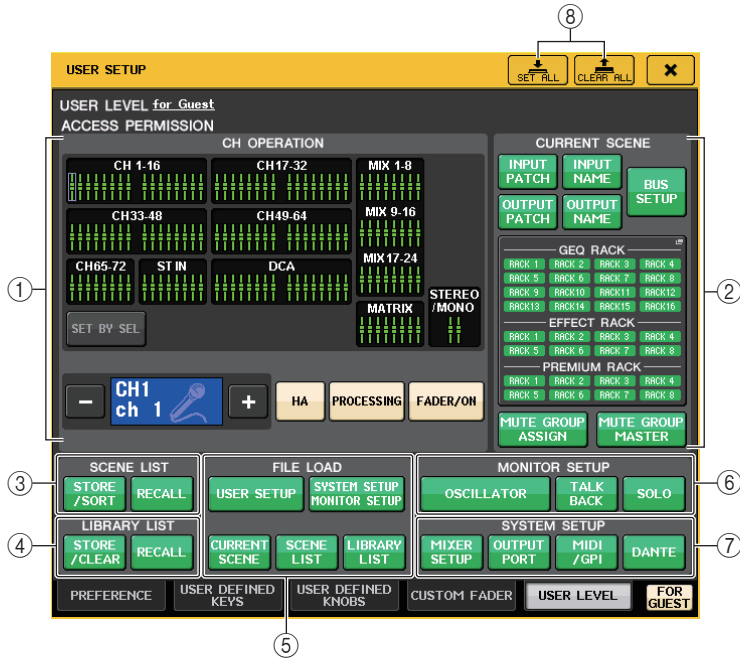 ⑧
USER SETUP
SET ALL
CLEAR ALL
USER LEVEL for Guest
ACCESS PERMISSION
①
CH OPERATION
CH 1-16
CH17-32
MIX 1-8
CH33-48
CH49-64
MIX 9-16
CH65-72
ST IN
DCA
MIX17-24
MATRIX
STEREO
/MONO
SET BY SEL
−
CH1
ch 1
+
HA
PROCESSING
FADER/ON
②
CURRENT SCENE
INPUT
PATCH
INPUT
NAME
BUS
SETUP
OUTPUT
PATCH
OUTPUT
NAME
GEQ RACK
RACK 1 RACK 2 RACK 3 RACK 4
RACK 5 RACK 6 RACK 7 RACK 8
RACK 9 RACK10 RACK11 RACK12
RACK13 RACK14 RACK15 RACK16
EFFECT RACK
RACK 1 RACK 2 RACK 3 RACK 4
RACK 5 RACK 6 RACK 7 RACK 8
PREMIUM RACK
RACK 1 RACK 2 RACK 3 RACK 4
RACK 5 RACK 6 RACK 7 RACK 8
MUTE GROUP
ASSIGN
MUTE GROUP
MASTER
③
SCENE LIST
STORE
/SORT
RECALL
④
LIBRARY LIST
STORE
/CLEAR
RECALL
FILE LOAD
USER SETUP
SYSTEM SETUP
MONITOR SETUP
CURRENT
SCENE
SCENE
LIST
LIBRARY
LIST
⑤
MONITOR SETUP
OSCILLATOR
TALK
BACK
SOLO
⑥
SYSTEM SETUP
MIXER
SETUP
OUTPUT
PORT
MIDI
/GPI
DANTE
⑦
PREFERENCE
USER DEFINED
KEYS
USER DEFINED
KNOBS
CUSTOM FADER
USER LEVEL
FOR
GUEST